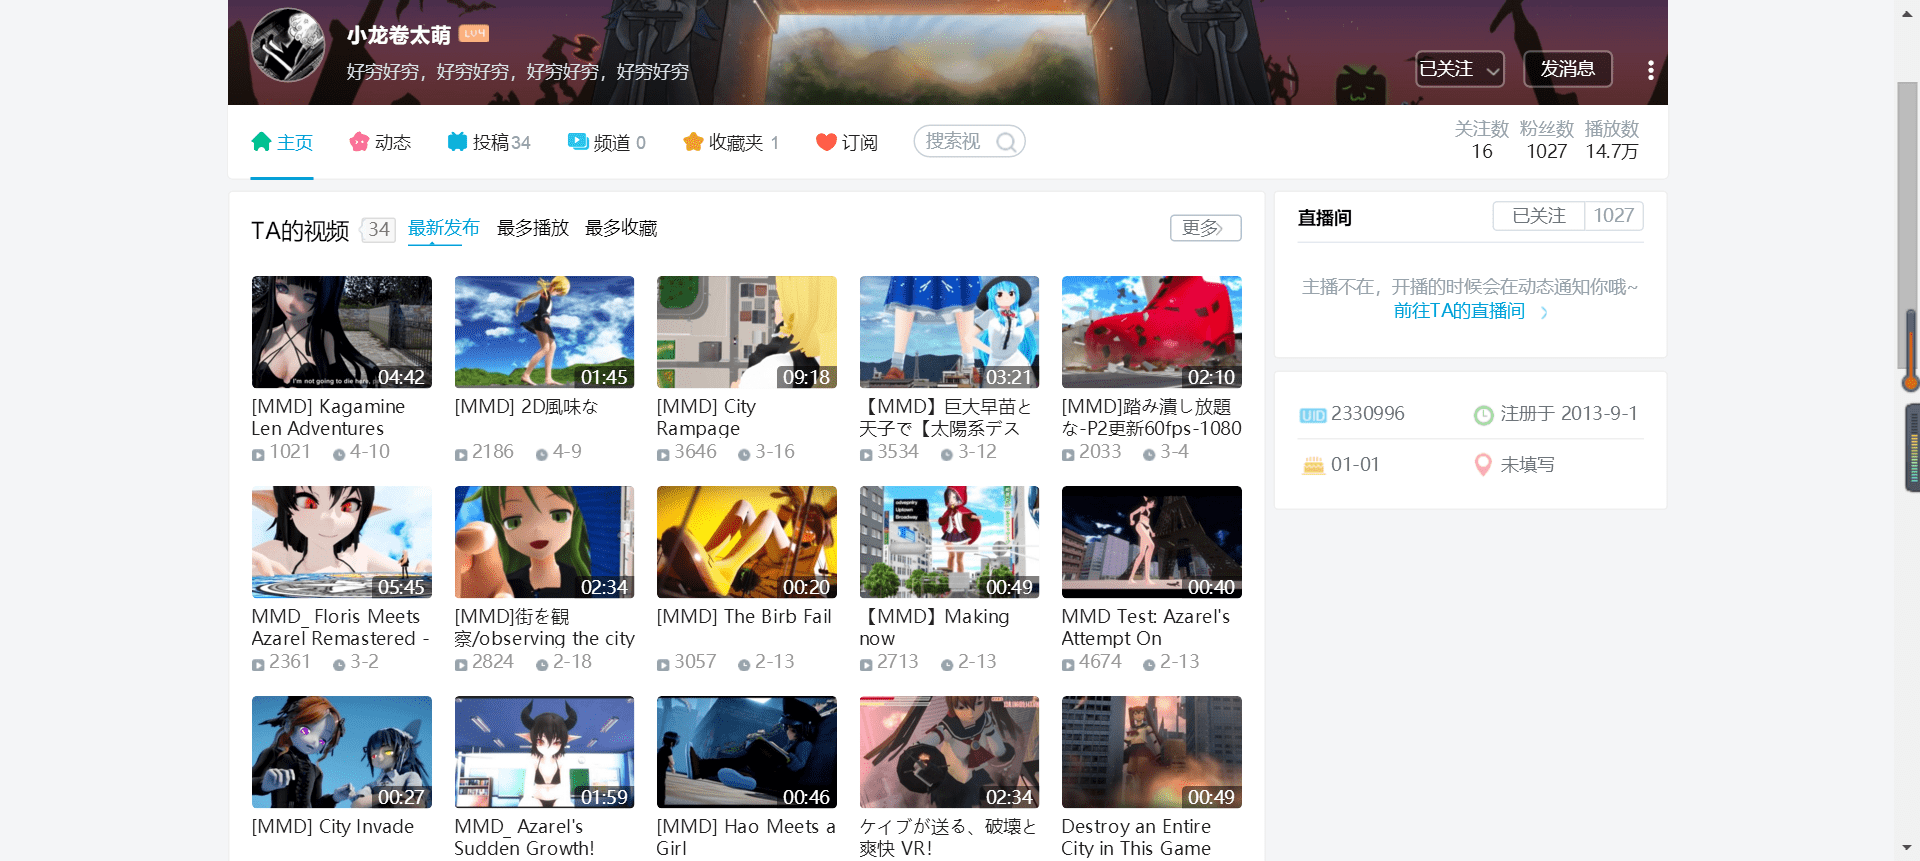 小龙卷太萌 LV4
好穷好穷，好穷好穷，好穷好穷，好穷好穷
已关注
发消息
主页 动态 投稿 34 频道 0 收藏夹 1 订阅 搜索视
关注数 粉丝数 播放数
16 1027 14.7万
TA的视频 34 最新发布 最多播放 最多收藏 更多
04:42 01:45 09:18 03:21 02:10
[MMD] Kagamine
Len Adventures
1021 4-10
[MMD] 2D風味な
2186 4-9
[MMD] City
Rampage
3646 3-16
【MMD】巨大早苗と
天子で【太陽系デス
3534 3-12
[MMD]踏み潰し放題
な-P2更新60fps-1080
2033 3-4
05:45 02:34 00:20 00:49 00:40
MMD_ Floris Meets
Azarel Remastered -
2361 3-2
[MMD]街を観
察/observing the city
2824 2-18
[MMD] The Birb Fail
3057 2-13
【MMD】Making
now
2713 2-13
MMD Test: Azarel's
Attempt On
4674 2-13
00:27 01:59 00:46 02:34 00:49
[MMD] City Invade
MMD_ Azarel's
Sudden Growth!
[MMD] Hao Meets a
Girl
ケイブが送る、破壊と
爽快 VR!
Destroy an Entire
City in This Game
直播间 已关注 1027
主播不在，开播的时候会在动态通知你哦~
前往TA的直播间
UID 2330996 注册于 2013-9-1
01-01 未填写